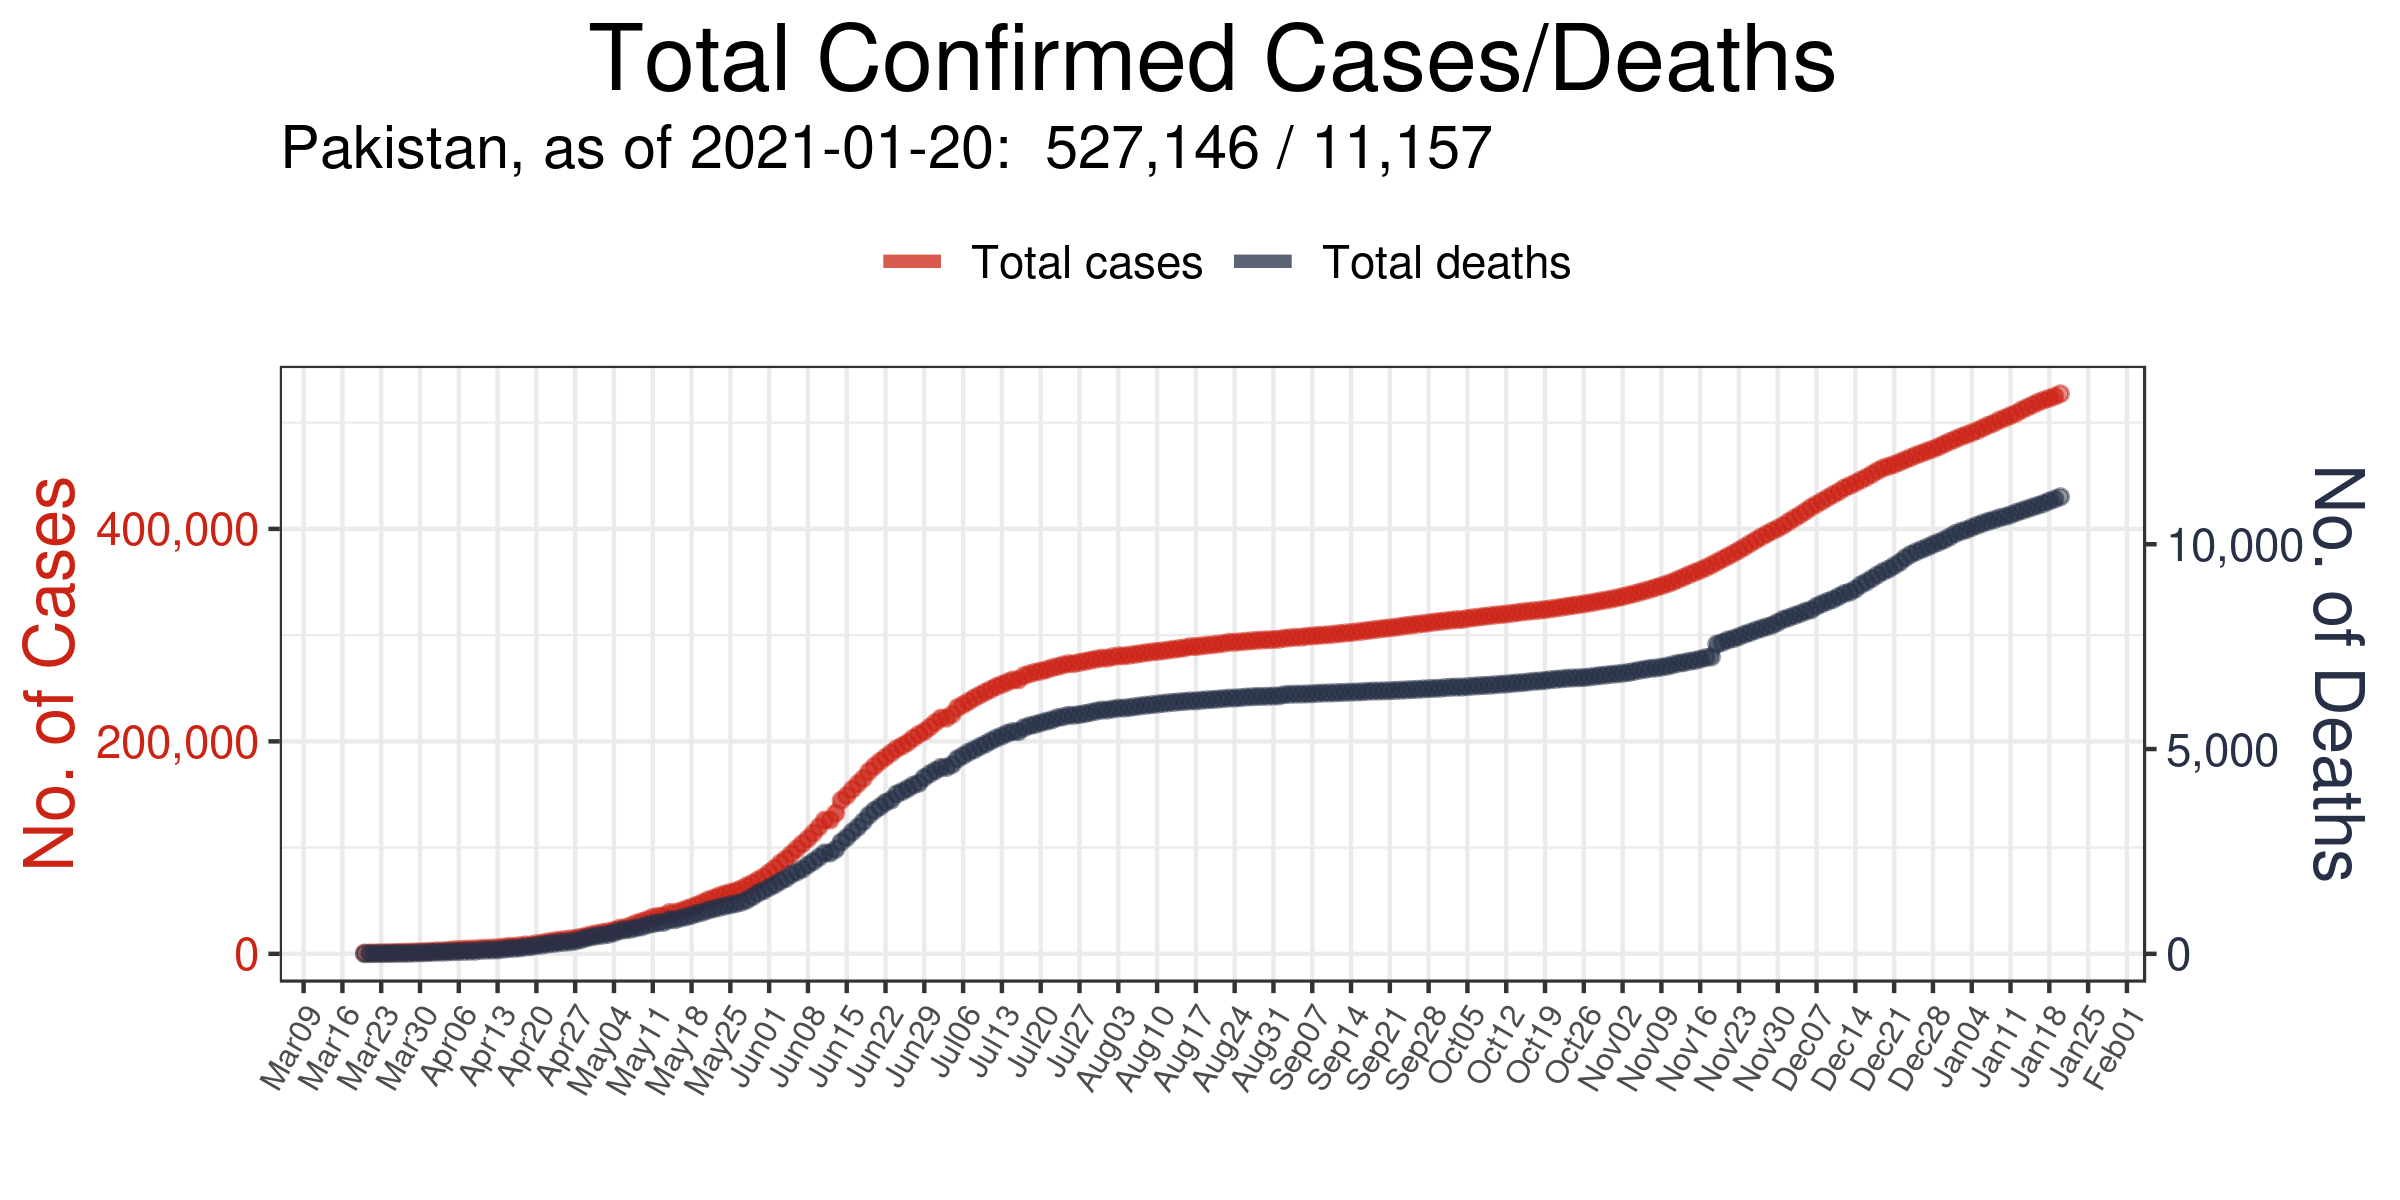 Total Confirmed Cases/Deaths
Pakistan, as of 2021-01-20:  527,146 / 11,157
Total cases
Total deaths
No. of Cases
400,000
200,000
0
10,000
5,000
0
No. of Deaths
Mar09
Mar16
Mar23
Mar30
Apr06
Apr13
Apr20
Apr27
May04
May11
May18
May25
Jun01
Jun08
Jun15
Jun22
Jun29
Jul06
Jul13
Jul20
Jul27
Aug03
Aug10
Aug17
Aug24
Aug31
Sep07
Sep14
Sep21
Sep28
Oct05
Oct12
Oct19
Oct26
Nov02
Nov09
Nov16
Nov23
Nov30
Dec07
Dec14
Dec21
Dec28
Jan04
Jan11
Jan18
Jan25
Feb01